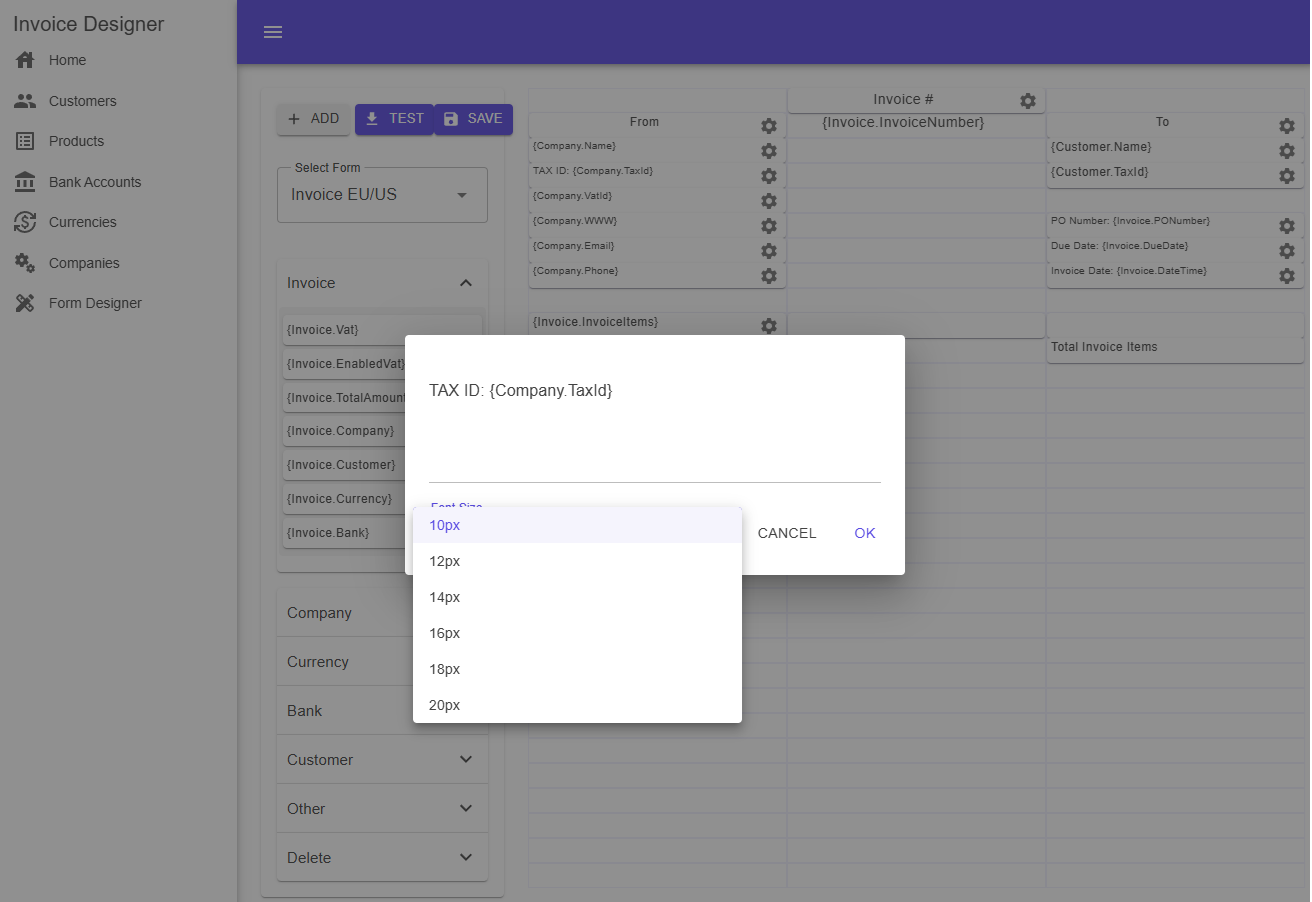 Invoice Designer
Home
Customers
Products
Bank Accounts
Currencies
Companies
Form Designer
ADD
TEST
SAVE
Select Form
Invoice EU/US
Invoice
{Invoice.Vat}
{Invoice.EnabledVat}
{Invoice.TotalAmount
{Invoice.Company}
{Invoice.Customer}
{Invoice.Currency}
{Invoice.Bank}
Company
Currency
Bank
Customer
Other
Delete
Invoice #
From
{Invoice.InvoiceNumber}
To
{Company.Name}
{Customer.Name}
TAX ID: {Company.TaxId}
{Customer.TaxId}
{Company.VatId}
{Company.WWW}
PO Number: {Invoice.PONumber}
{Company.Email}
Due Date: {Invoice.DueDate}
{Company.Phone}
Invoice Date: {Invoice.DateTime}
{Invoice.InvoiceItems}
Total Invoice Items
TAX ID: {Company.TaxId}
Font Size
10px
12px
14px
16px
18px
20px
CANCEL
OK